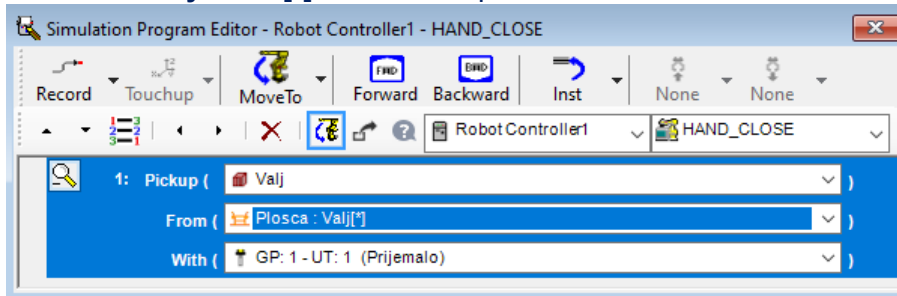 Simulation Program Editor - Robot Controller1 - HAND_CLOSE
Record Touchup MoveTo FWD Forward BWD Backward Inst None None
Robot Controller1 HAND_CLOSE
1: Pickup ( Valj )
From ( Plosca : Valj[*] )
With ( GP: 1 - UT: 1 (Prijemalo) )